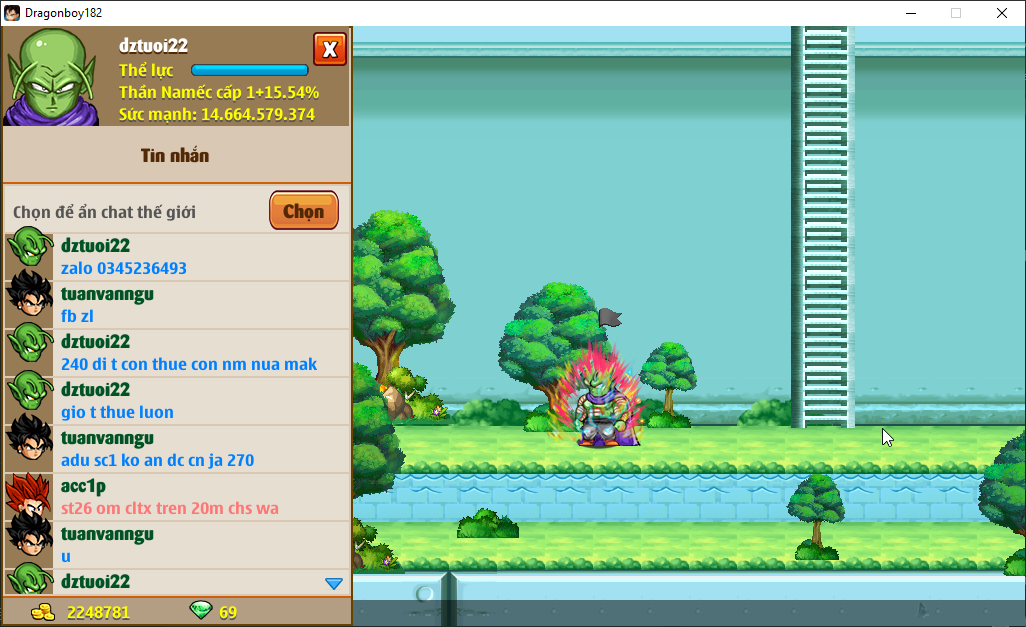 Dragonboy182
dztuoi22
X
Thể lực
Thần Namếc cấp 1+15.54%
Sức mạnh: 14.664.579.374
Tin nhắn
Chọn để ẩn chat thế giới
Chọn
dztuoi22
zalo 0345236493
tuanvanngu
fb zl
dztuoi22
240 di t con thue con nm nua mak
dztuoi22
gio t thue luon
tuanvanngu
adu sc1 ko an dc cn ja 270
acc1p
st26 om cltx tren 20m chs wa
tuanvanngu
u
dztuoi22
2248781
69